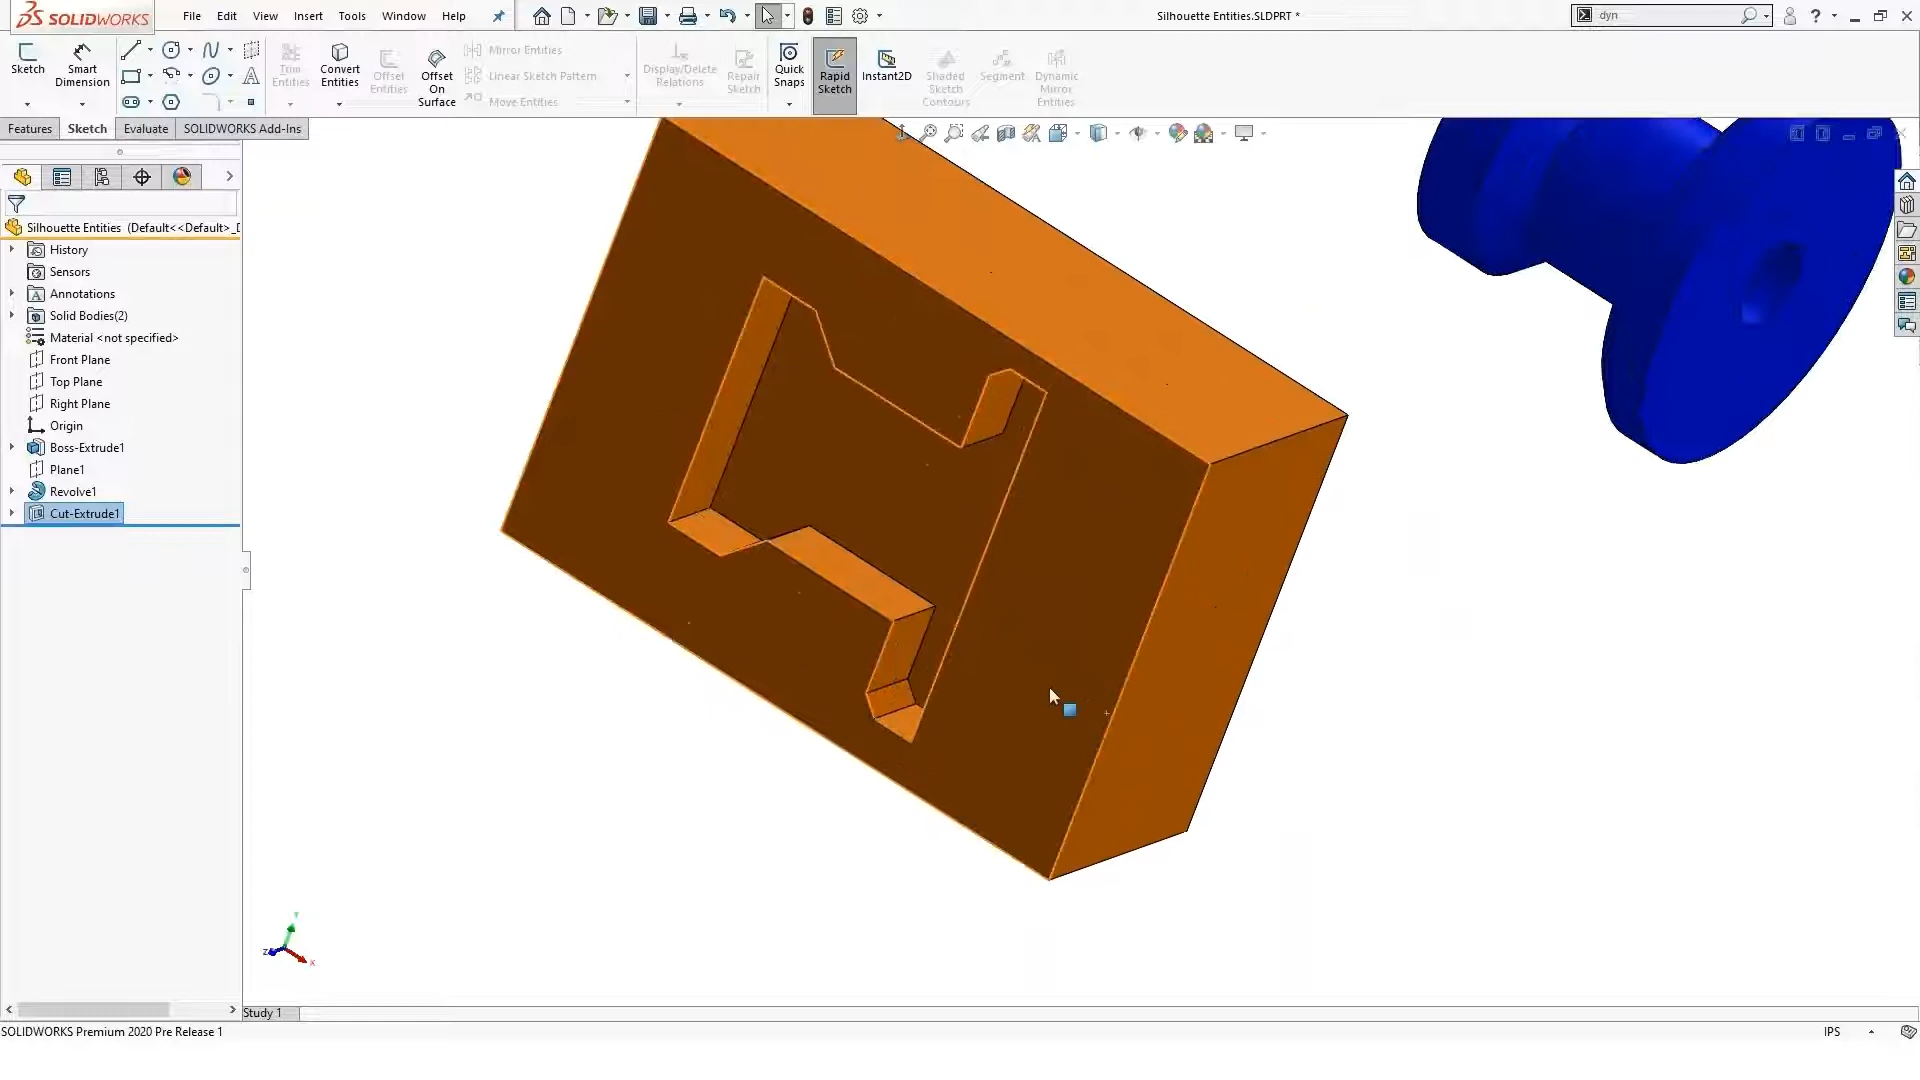 SOLIDWORKS
File Edit View Insert Tools Window Help
Silhouette Entities.SLDPRT *
dyn
Sketch
Smart Dimension
Trim Entities
Convert Entities
Offset Entities
Offset On Surface
Mirror Entities
Linear Sketch Pattern
Move Entities
Display/Delete Relations
Repair Sketch
Quick Snaps
Rapid Sketch
Instant2D
Shaded Sketch Contours
Segment
Dynamic Mirror Entities
Features Sketch Evaluate SOLIDWORKS Add-Ins
Silhouette Entities (Default<<Default>_D
History
Sensors
Annotations
Solid Bodies(2)
Material <not specified>
Front Plane
Top Plane
Right Plane
Origin
Boss-Extrude1
Plane1
Revolve1
Cut-Extrude1
Y
Z
X
Study 1
SOLIDWORKS Premium 2020 Pre Release 1
IPS